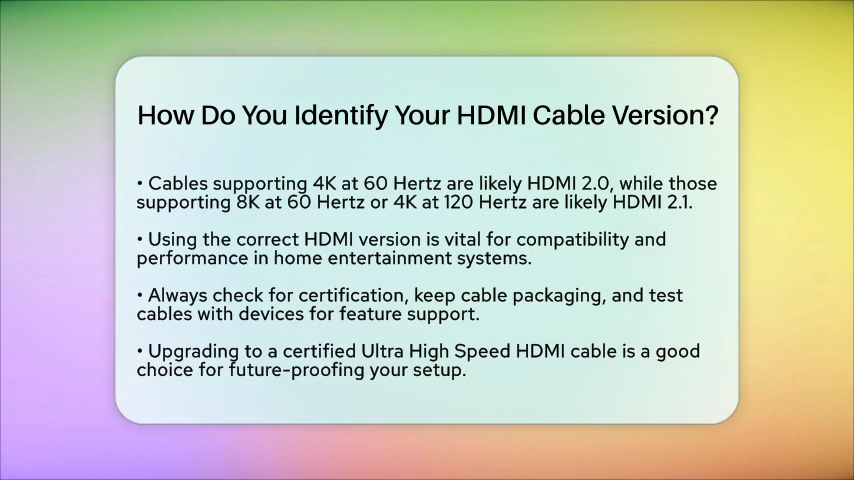 How Do You Identify Your HDMI Cable Version?
• Cables supporting 4K at 60 Hertz are likely HDMI 2.0, while those
supporting 8K at 60 Hertz or 4K at 120 Hertz are likely HDMI 2.1.
• Using the correct HDMI version is vital for compatibility and
performance in home entertainment systems.
• Always check for certification, keep cable packaging, and test
cables with devices for feature support.
• Upgrading to a certified Ultra High Speed HDMI cable is a good
choice for future-proofing your setup.